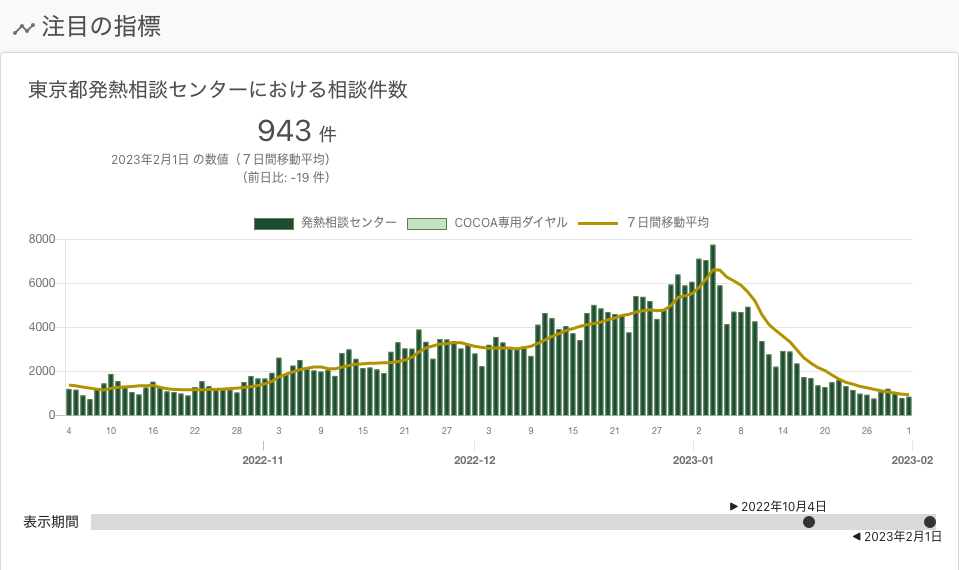 注目の指標
東京都発熱相談センターにおける相談件数
943 件
2023年2月1日 の数値（７日間移動平均）
（前日比: -19 件）
発熱相談センター COCOA専用ダイヤル ７日間移動平均
8000
6000
4000
2000
0
4 10 16 22 28 3 9 15 21 27 3 9 15 21 27 2 8 14 20 26 1
2022-11 2022-12 2023-01 2023-02
▶ 2022年10月4日
表示期間
◀ 2023年2月1日